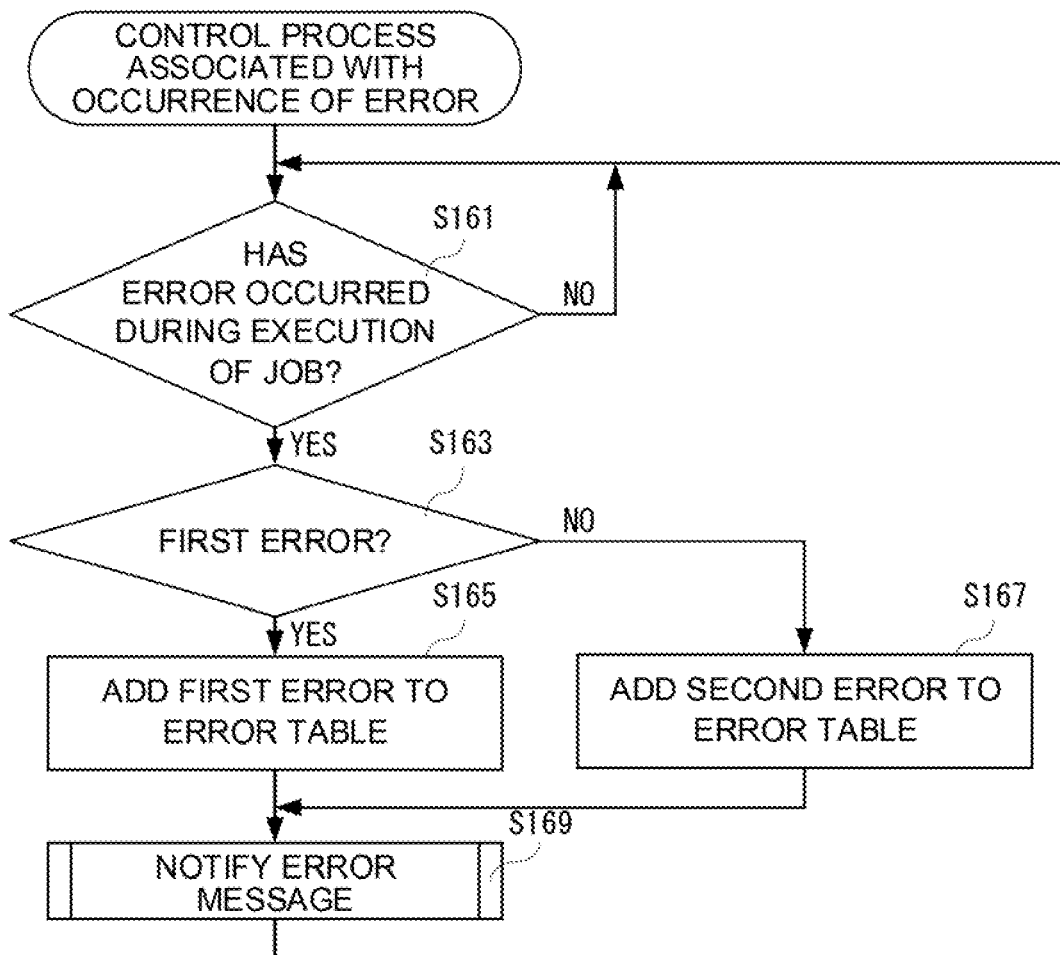 CONTROL PROCESS
ASSOCIATED WITH
OCCURRENCE OF ERROR
S161
HAS
ERROR OCCURRED
DURING EXECUTION
OF JOB?
NO
YES
S163
FIRST ERROR?
NO
YES
S165
ADD FIRST ERROR TO
ERROR TABLE
S167
ADD SECOND ERROR TO
ERROR TABLE
S169
NOTIFY ERROR
MESSAGE